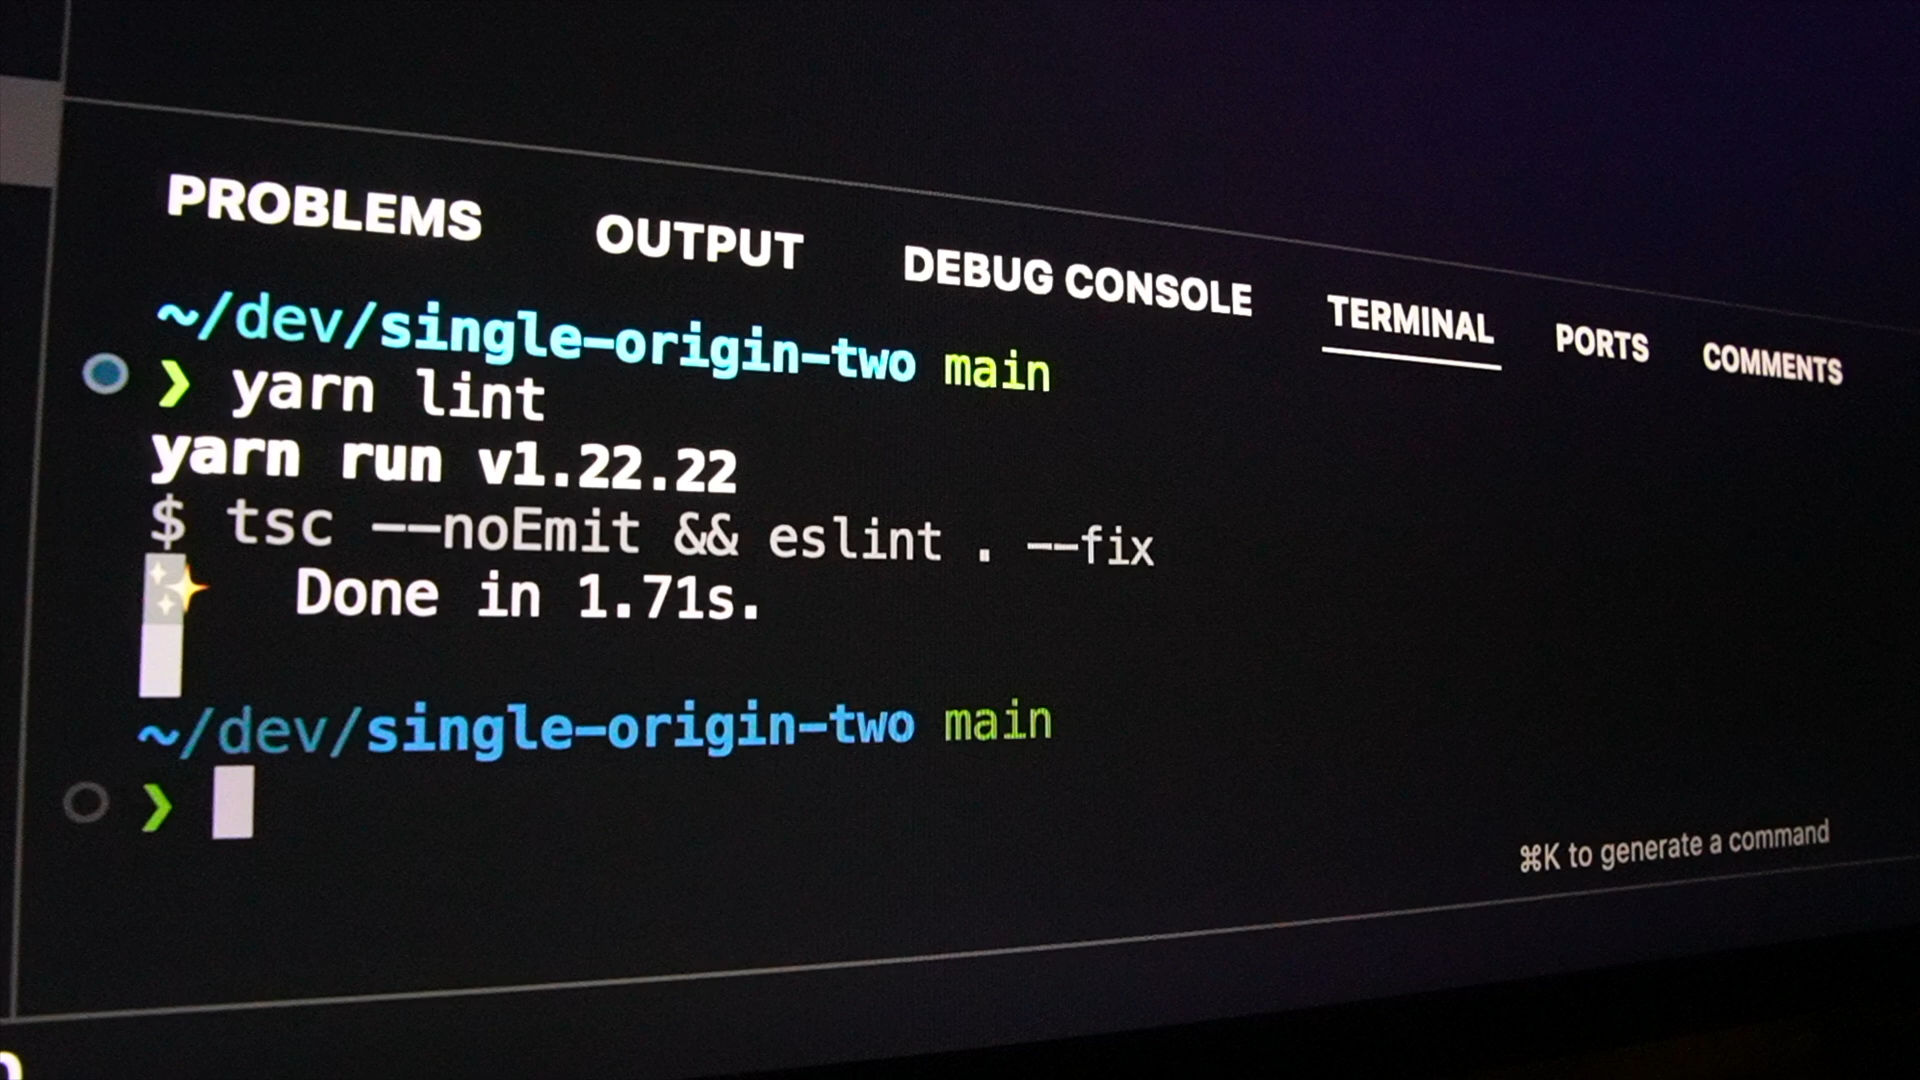 PROBLEMS OUTPUT DEBUG CONSOLE TERMINAL PORTS COMMENTS
~/dev/single-origin-two main
❯ yarn lint
yarn run v1.22.22
$ tsc --noEmit && eslint . --fix
✨ Done in 1.71s.
~/dev/single-origin-two main
❯
⌘K to generate a command